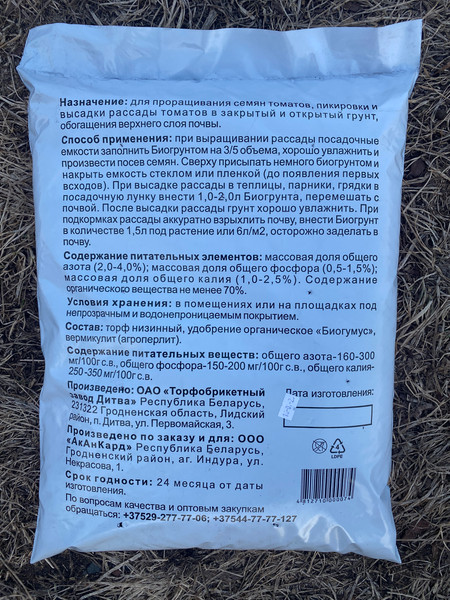 Назначение: для проращивания семян томатов, пикировки и
высадки рассады томатов в закрытый и открытый грунт,
обогащения верхнего слоя почвы.
Способ применения: при выращивании рассады посадочные
емкости заполнить Биогрунтом на 3/5 объема, хорошо увлажнить и
произвести посев семян. Сверху присыпать немного биогрунтом и
накрыть емкость стеклом или пленкой (до появления первых
всходов). При высадке рассады в теплицы, парники, грядки в
посадочную лунку внести 1,0-2,0л Биогрунта, перемешать с
почвой. После высадки рассады грунт хорошо увлажнить. При
подкормках рассады аккуратно взрыхлить почву, внести Биогрунт
в количестве 1,5л под растение или 6л/м2, осторожно заделать в
почву.
Содержание питательных элементов: массовая доля общего
азота (2,0-4,0%); массовая доля общего фосфора (0,5-1,5%);
массовая доля общего калия (1,0-2,5%). Содержание
органического вещества не менее 70%.
Условия хранения: в помещениях или на площадках под
непрозрачным и водонепроницаемым покрытием.
Состав: торф низинный, удобрение органическое «Биогумус»,
вермикулит (агроперлит).
Содержание питательных веществ: общего азота-160-300
мг/100г с.в., общего фосфора-150-200 мг/100г с.в., общего калия-
250-350 мг/100г с.в.
Произведено: ОАО «Торфобрикетный
завод Дитва» Республика Беларусь,
231322 Гродненская область, Лидский
район, п. Дитва, ул. Первомайская, 3.
Произведено по заказу и для: ООО
«АкАнКард» Республика Беларусь,
Гродненский район, аг. Индура, ул.
Некрасова, 1.
Срок годности: 24 месяца от даты
изготовления.
По вопросам качества и оптовым закупкам
обращаться: +37529-277-77-06; +37544-77-77-127
Дата изготовления:
4
LDPE